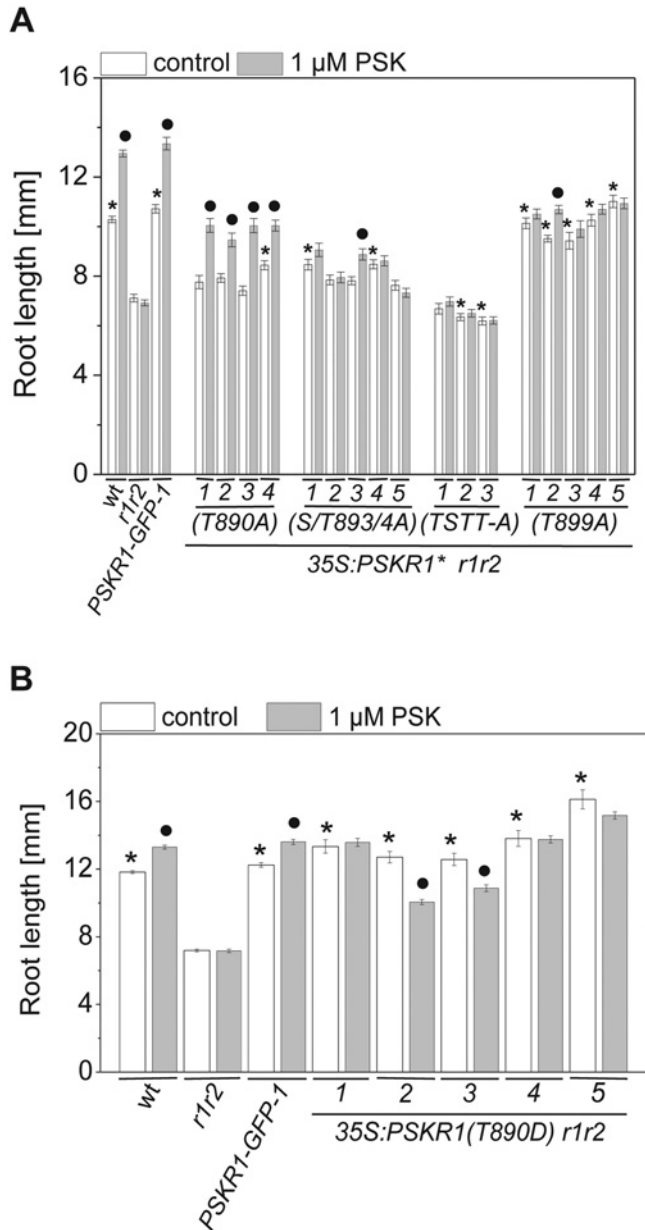 A
control 1 µM PSK
16
12
8
4
0
Root length [mm]
* ● * ● ● ● ● * ● * ● * * * * * ● * * *
wt r1r2 PSKR1-GFP-1 1 2 3 4 1 2 3 4 5 1 2 3 1 2 3 4 5
(T890A) (S/T893/4A) (TSTT-A) (T899A)
35S:PSKR1* r1r2
B
control 1 µM PSK
20
16
12
8
4
0
Root length [mm]
* ● * ● * * ● * ● * *
wt r1r2 PSKR1-GFP-1 1 2 3 4 5
35S:PSKR1(T890D) r1r2